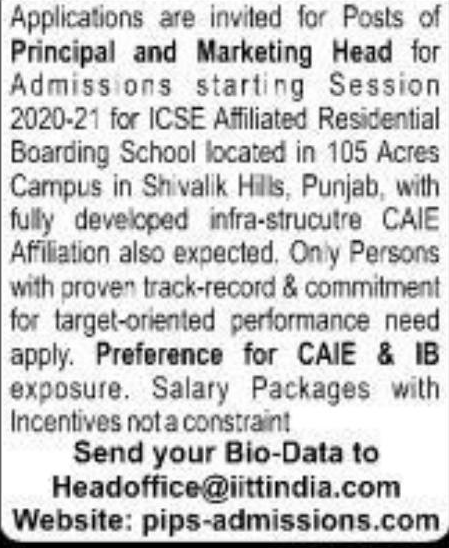 Applications are invited for Posts of
Principal and Marketing Head for
Admissions starting Session
2020-21 for ICSE Affiliated Residential
Boarding School located in 105 Acres
Campus in Shivalik Hills, Punjab, with
fully developed infra-strucutre CAIE
Affiliation also expected. Only Persons
with proven track-record & commitment
for target-oriented performance need
apply. Preference for CAIE & IB
exposure. Salary Packages with
Incentives not a constraint
Send your Bio-Data to
Headoffice@iittindia.com
Website: pips-admissions.com